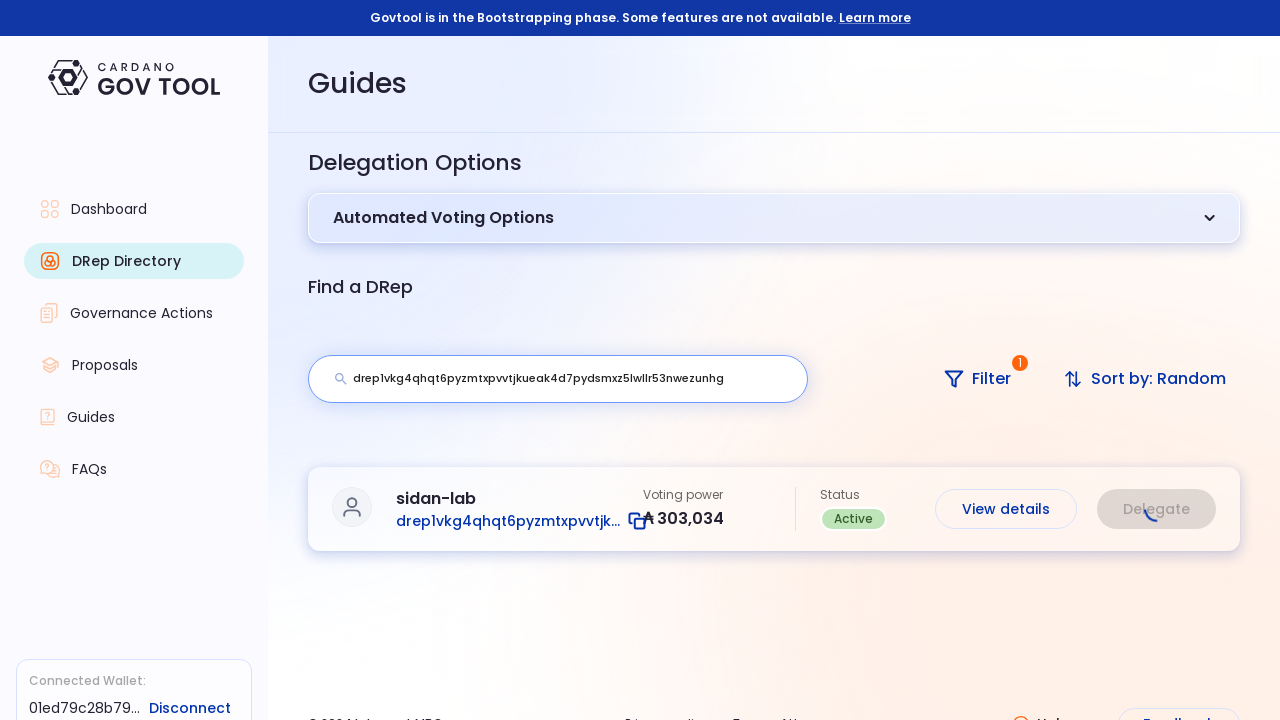 Govtool is in the Bootstrapping phase. Some features are not available. Learn more
CARDANO
GOV TOOL
Guides
Delegation Options
Automated Voting Options
Dashboard
DRep Directory
Governance Actions
Proposals
Guides
FAQs
Find a DRep
drep1vkg4qhqt6pyzmtxpvvtjkueak4d7pydsmxz5lwllr53nwezunhg
Filter
1
Sort by: Random
sidan-lab
drep1vkg4qhqt6pyzmtxpvvtjk...
Voting power
₳ 303,034
Status
Active
View details
Delegate
Connected Wallet:
01ed79c28b79... Disconnect